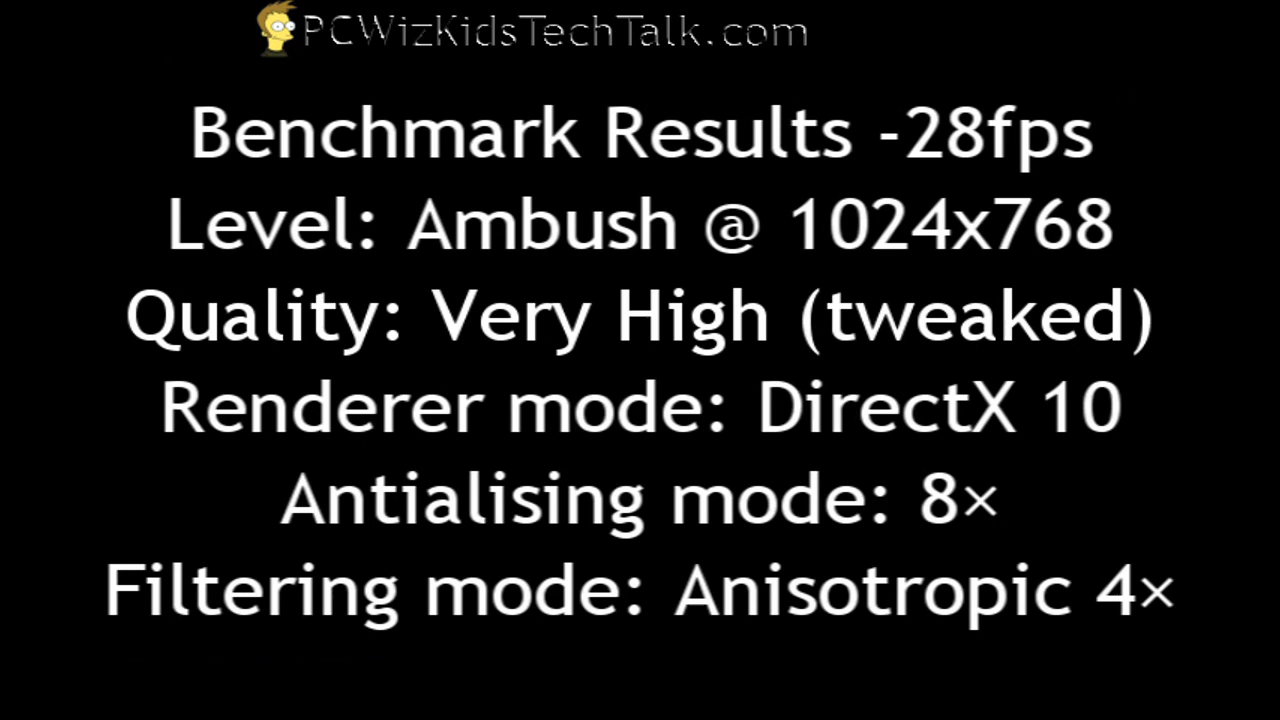 PCWizKidsTechTalk.com
Benchmark Results -28fps
Level: Ambush @ 1024x768
Quality: Very High (tweaked)
Renderer mode: DirectX 10
Antialising mode: 8×
Filtering mode: Anisotropic 4×